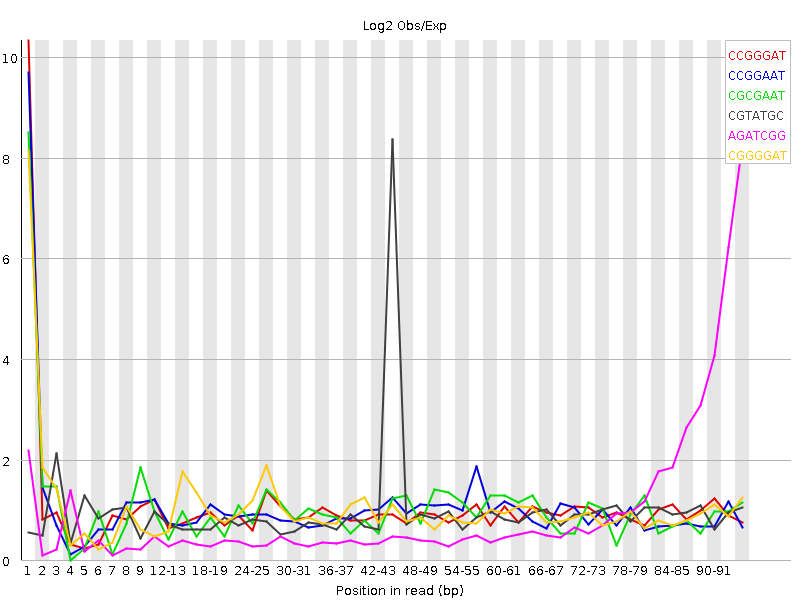 Log2 Obs/Exp
10
8
6
4
2
0
CCGGGAT
CCGGAAT
CGCGAAT
CGTATGC
AGATCGG
CGGGGAT
1 2 3 4 5 6 7 8 9 12-13 18-19 24-25 30-31 36-37 42-43 48-49 54-55 60-61 66-67 72-73 78-79 84-85 90-91
Position in read (bp)